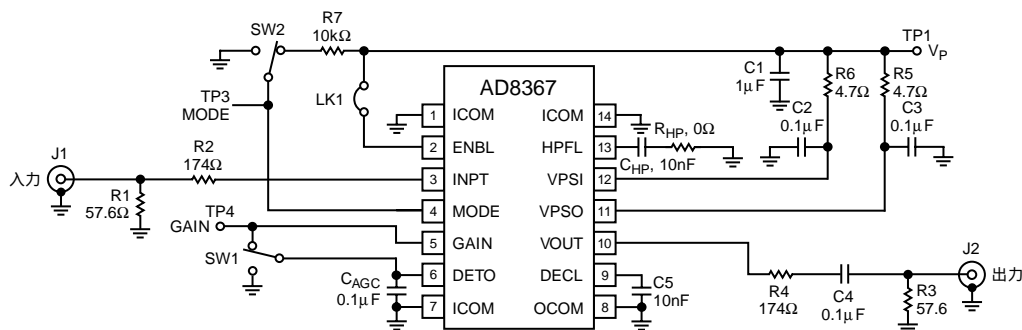 R7
10kΩ
SW2
TP1
V_P
C1
1μF
R6
4.7Ω
R5
4.7Ω
LK1
AD8367
TP3
MODE
C2
0.1μF
C3
0.1μF
1 ICOM
ICOM 14
R_HP, 0Ω
J1
R2
174Ω
2 ENBL
HPFL 13
C_HP, 10nF
入力
3 INPT
VPSI 12
R1
57.6Ω
TP4
GAIN
4 MODE
VPSO 11
5 GAIN
VOUT 10
J2
SW1
C_AGC
0.1μF
6 DETO
DECL 9
C5
10nF
出力
7 ICOM
OCOM 8
R4
174Ω
C4
0.1μF
R3
57.6